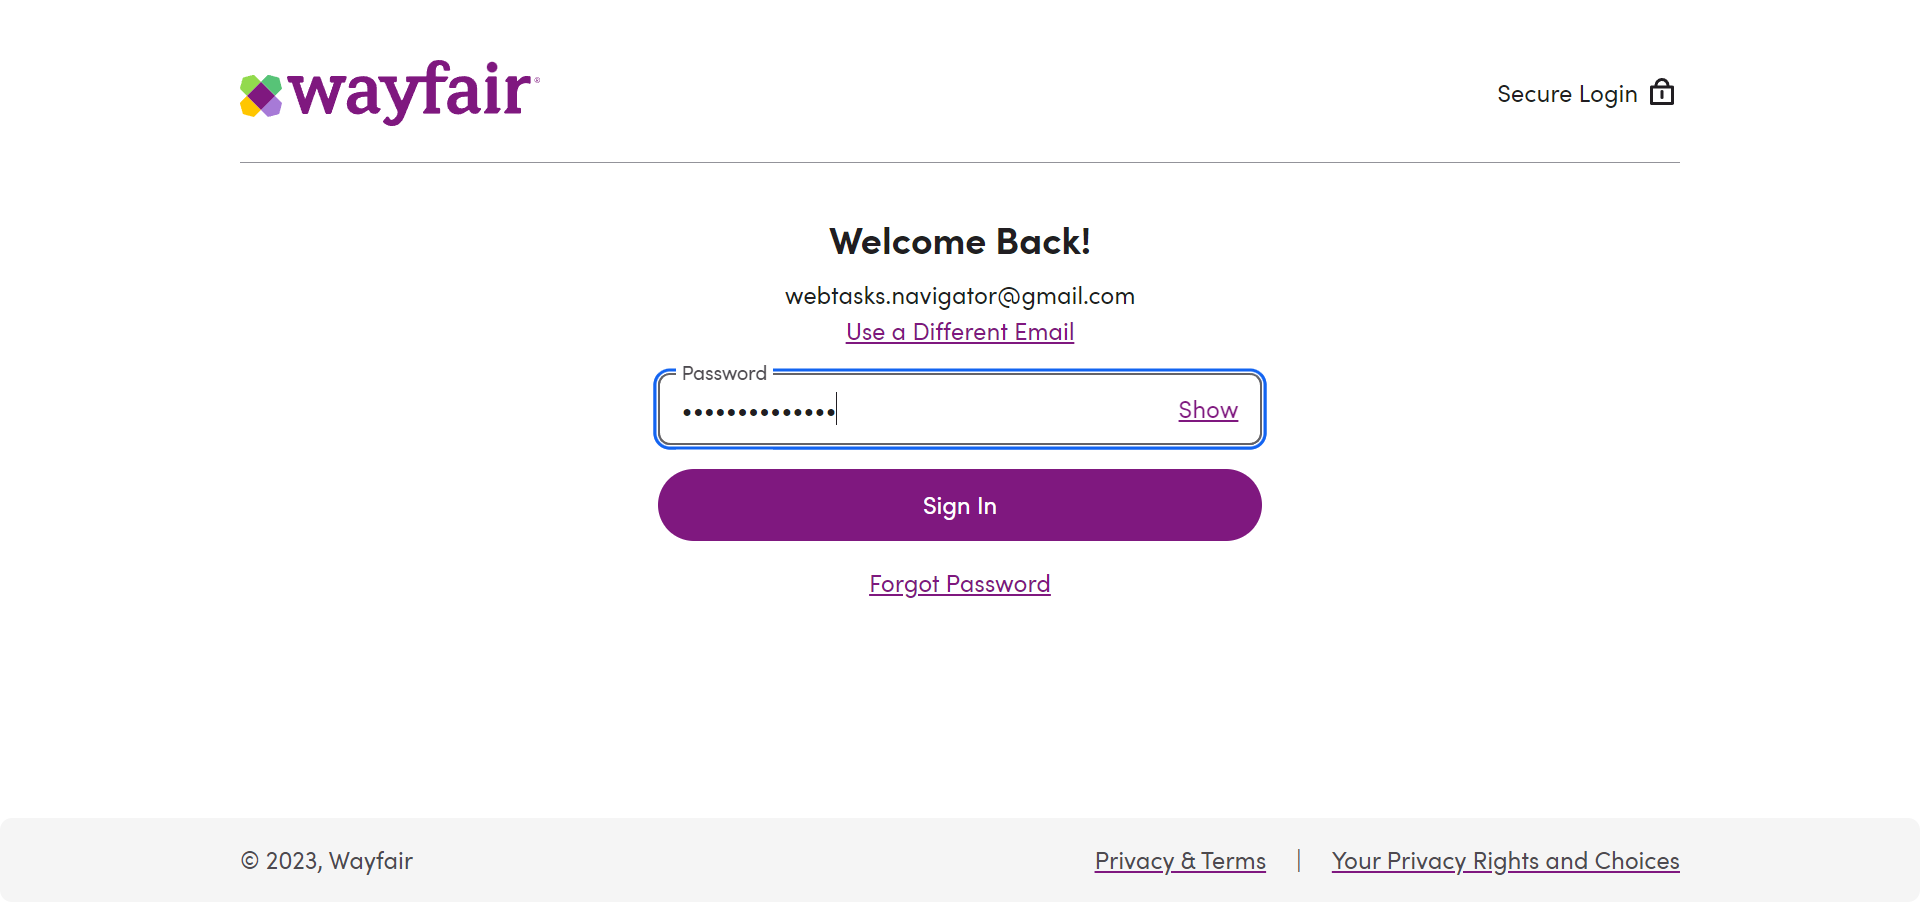 wayfair®
Secure Login
Welcome Back!
webtasks.navigator@gmail.com
Use a Different Email
Password
••••••••••••••
Show
Sign In
Forgot Password
© 2023, Wayfair
Privacy & Terms | Your Privacy Rights and Choices